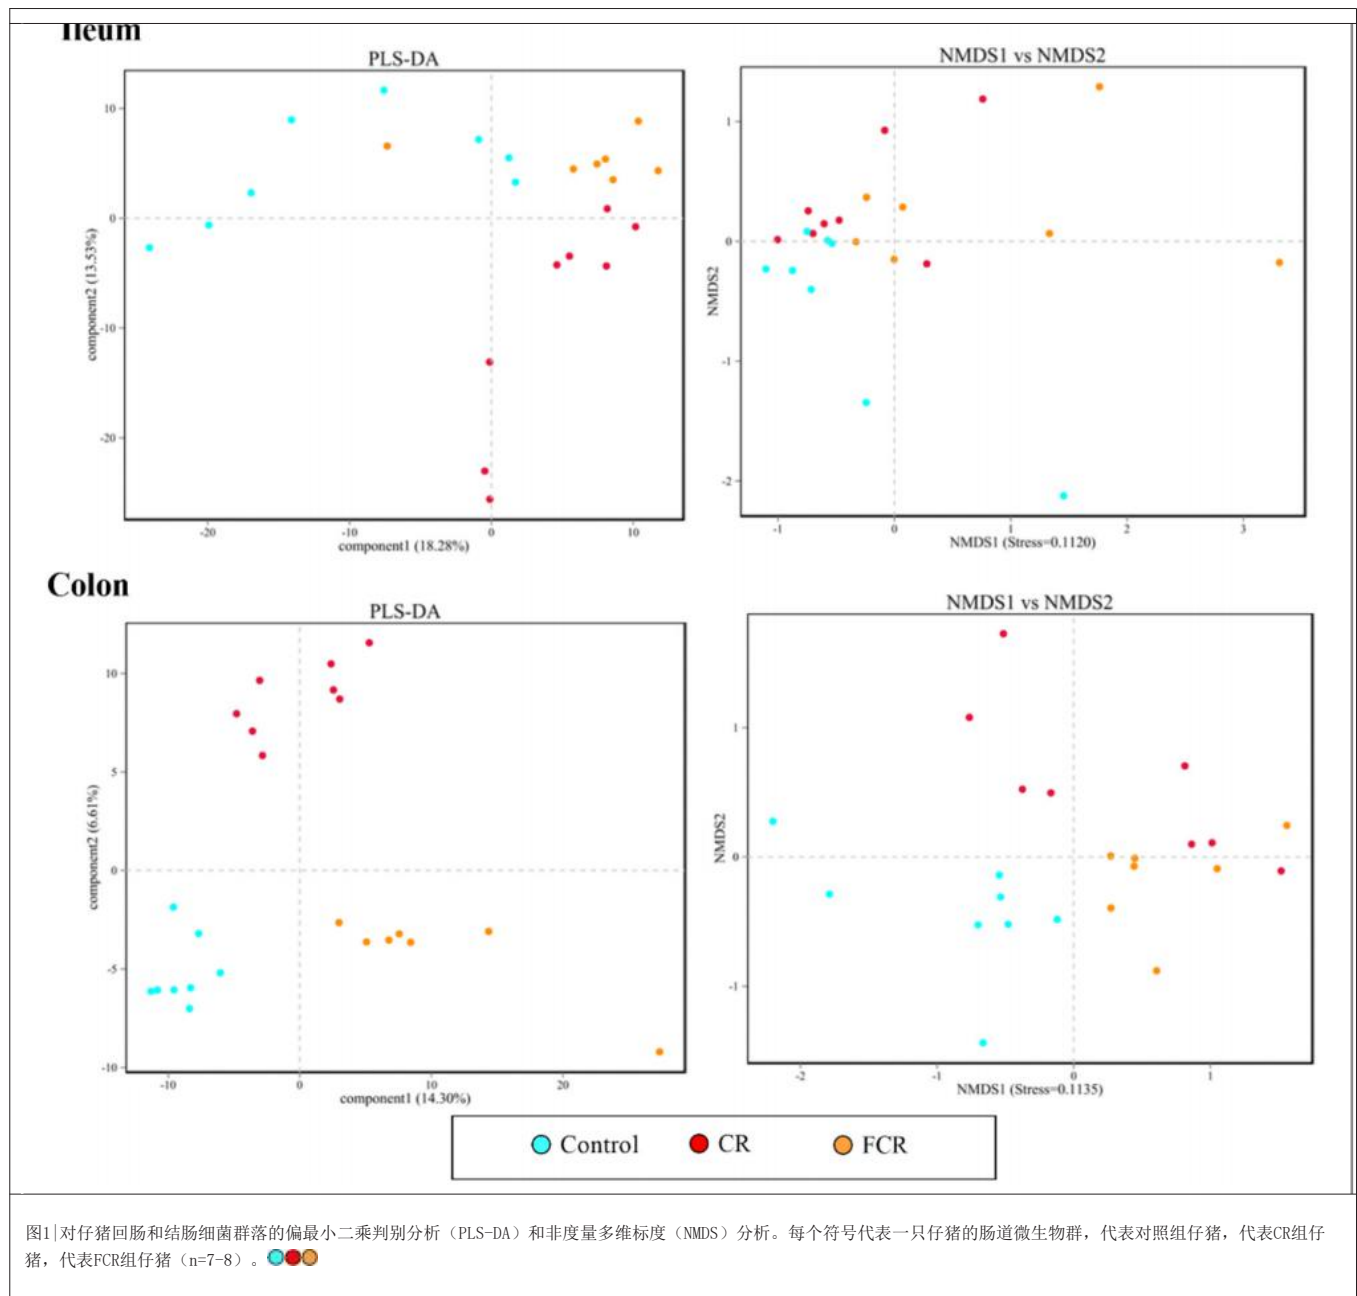 Ileum
PLS-DA
10
0
-10
-20
component2 (13.53%)
-20
-10
0
10
component1 (18.28%)
NMDS1 vs NMDS2
1
0
-1
-2
NMDS2
-1
0
1
2
3
NMDS1 (Stress=0.1120)
Colon
PLS-DA
10
5
0
-5
-10
component2 (6.61%)
-10
0
10
20
component1 (14.30%)
NMDS1 vs NMDS2
1
0
-1
NMDS2
-2
-1
0
1
NMDS1 (Stress=0.1135)
Control
CR
FCR
图1|对仔猪回肠和结肠细菌群落的偏最小二乘判别分析（PLS-DA）和非度量多维标度（NMDS）分析。每个符号代表一只仔猪的肠道微生物群，代表对照组仔猪，代表CR组仔
猪，代表FCR组仔猪（n=7-8）。